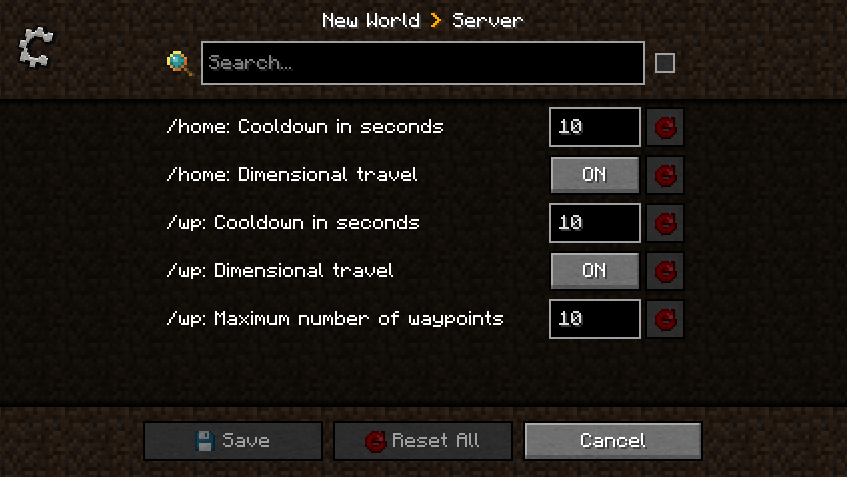 New World > Server
Search...
/home: Cooldown in seconds 10
/home: Dimensional travel ON
/wp: Cooldown in seconds 10
/wp: Dimensional travel ON
/wp: Maximum number of waypoints 10
Save Reset All Cancel